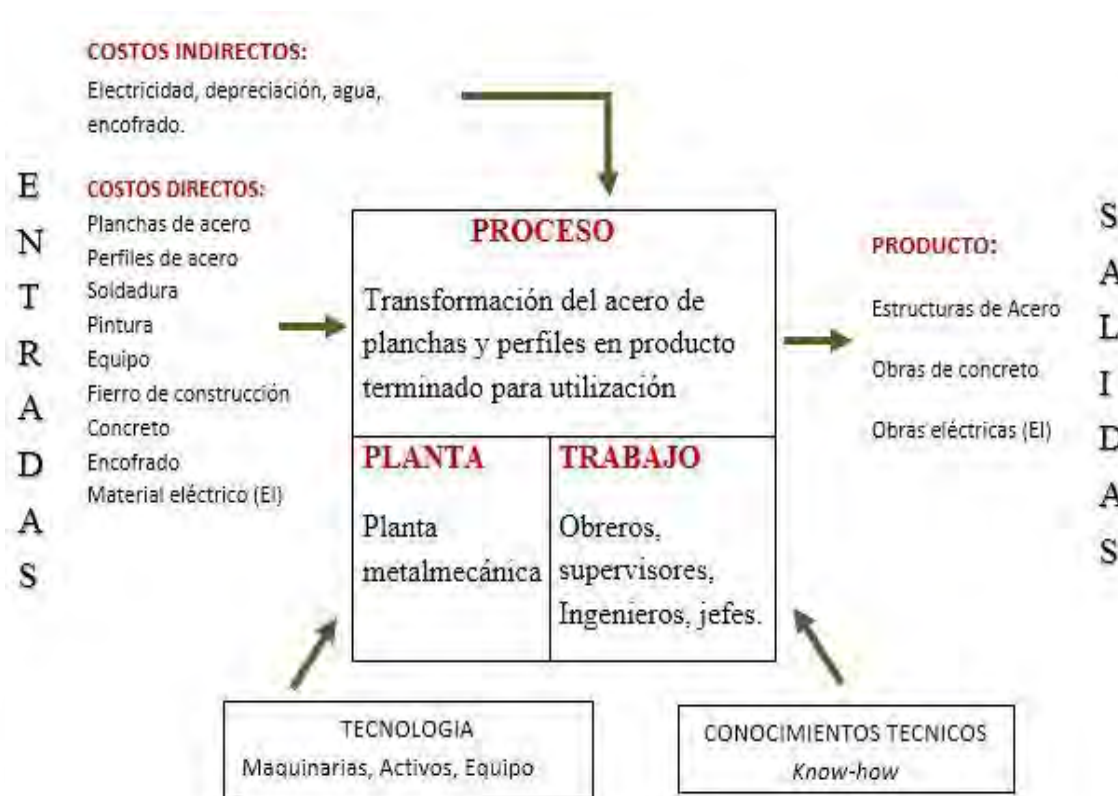 COSTOS INDIRECTOS:
Electricidad, depreciación, agua,
encofrado.
ENTRADAS
COSTOS DIRECTOS:
Planchas de acero
Perfiles de acero
Soldadura
Pintura
Equipo
Fierro de construcción
Concreto
Encofrado
Material eléctrico (EI)
PROCESO
Transformación del acero de
planchas y perfiles en producto
terminado para utilización
PLANTA
Planta
metalmecánica
TRABAJO
Obreros,
supervisores,
Ingenieros, jefes.
PRODUCTO:
Estructuras de Acero
Obras de concreto
Obras eléctricas (EI)
SALIDAS
TECNOLOGIA
Maquinarias, Activos, Equipo
CONOCIMIENTOS TECNICOS
Know-how